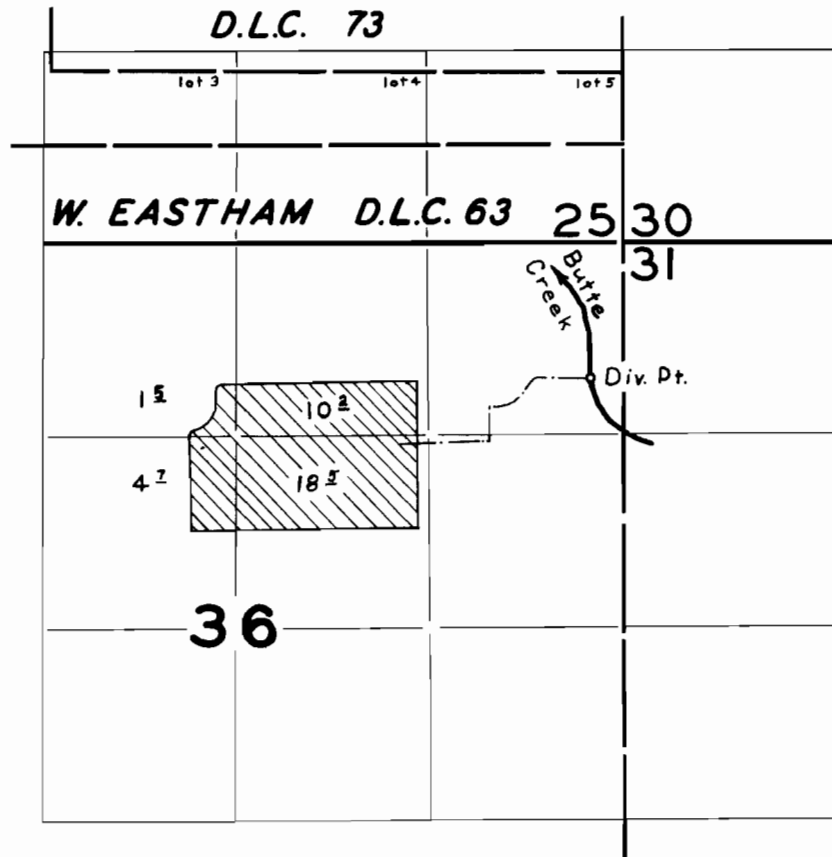 D.L.C. 73
lot 3 lot 4 lot 5
W. EASTHAM D.L.C. 63 25 30
31
Butte
Creek
Div. Pt.
1 5 10 2
4 7 18 5
36